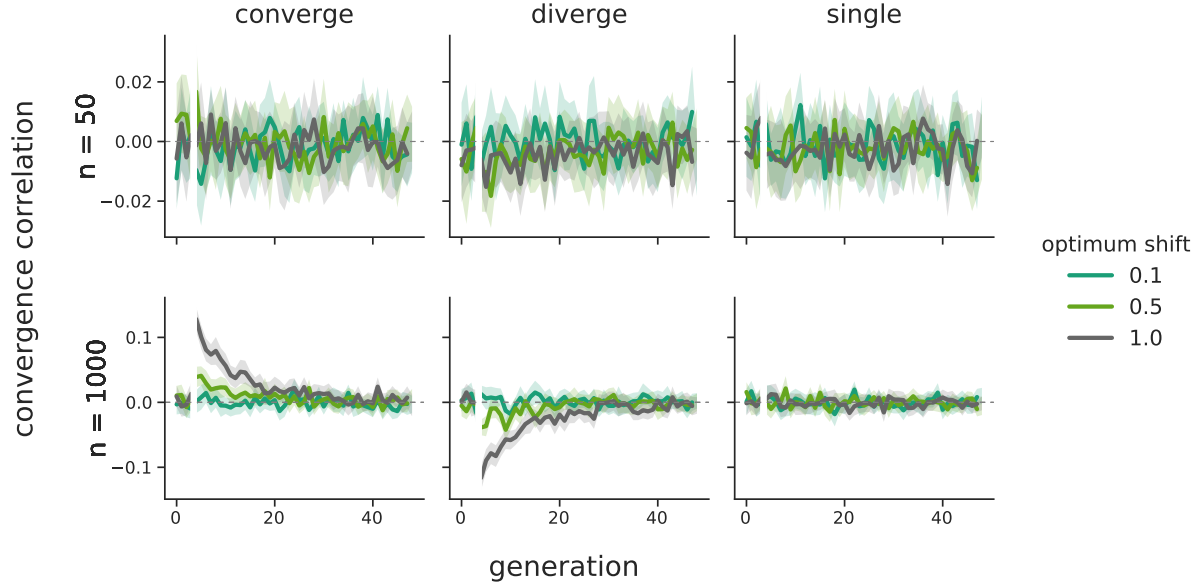 converge
diverge
single
convergence correlation
n = 50
0.02
0.00
−0.02
n = 1000
0.1
0.0
−0.1
0
20
40
0
20
40
0
20
40
generation
optimum shift
0.1
0.5
1.0